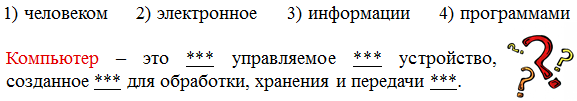 1) человеком 2) электронное 3) информации 4) программами
Компьютер – это *** управляемое *** устройство,
созданное *** для обработки, хранения и передачи ***.